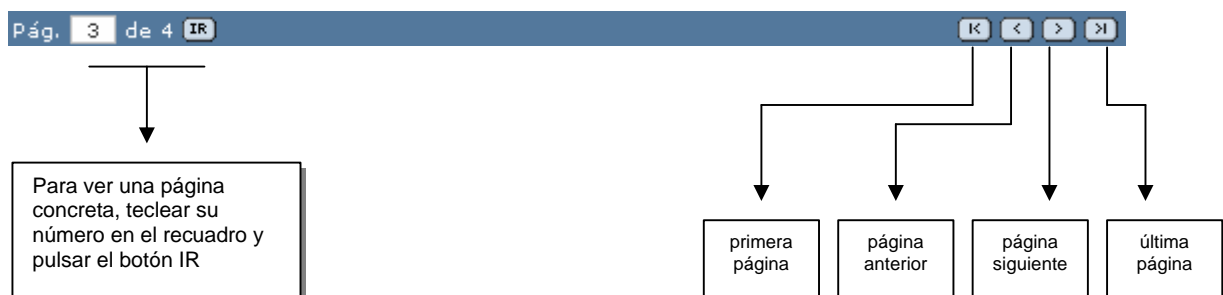 Pág. 3 de 4 IR
Para ver una página
concreta, teclear su
número en el recuadro y
pulsar el botón IR
primera
página
página
anterior
página
siguiente
última
página